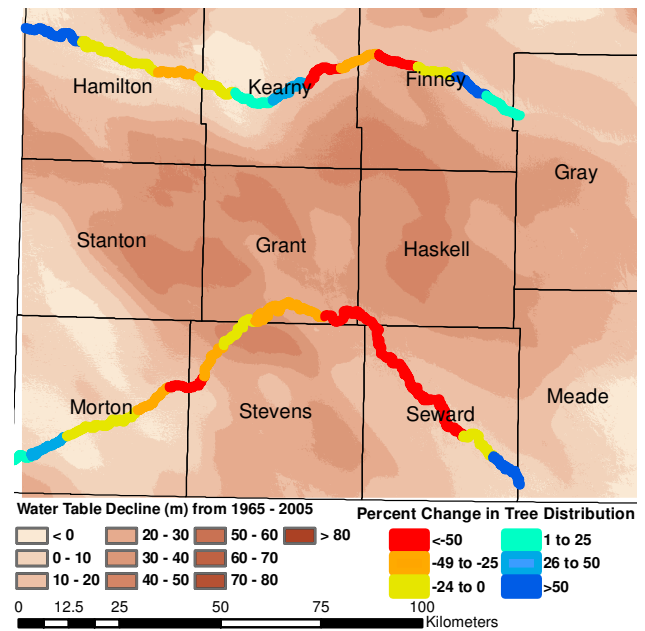 Hamilton
Kearny
Finney
Gray
Stanton
Grant
Haskell
Morton
Stevens
Seward
Meade
Water Table Decline (m) from 1965 - 2005
< 0
20 - 30
50 - 60
> 80
0 - 10
30 - 40
60 - 70
10 - 20
40 - 50
70 - 80
Percent Change in Tree Distribution
<-50
1 to 25
-49 to -25
26 to 50
-24 to 0
>50
0 12.5 25 50 75 100
Kilometers